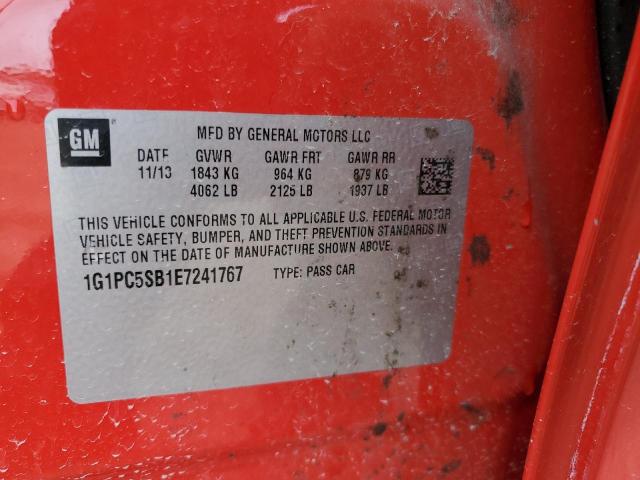 GM
MFD BY GENERAL MOTORS LLC
DATE GVWR GAWR FRT GAWR RR
11/13 1843 KG 964 KG 879 KG
4062 LB 2125 LB 1937 LB
THIS VEHICLE CONFORMS TO ALL APPLICABLE U.S. FEDERAL MOTOR
VEHICLE SAFETY, BUMPER, AND THEFT PREVENTION STANDARDS IN
EFFECT ON THE DATE OF MANUFACTURE SHOWN ABOVE.
1G1PC5SB1E7241767 TYPE: PASS CAR